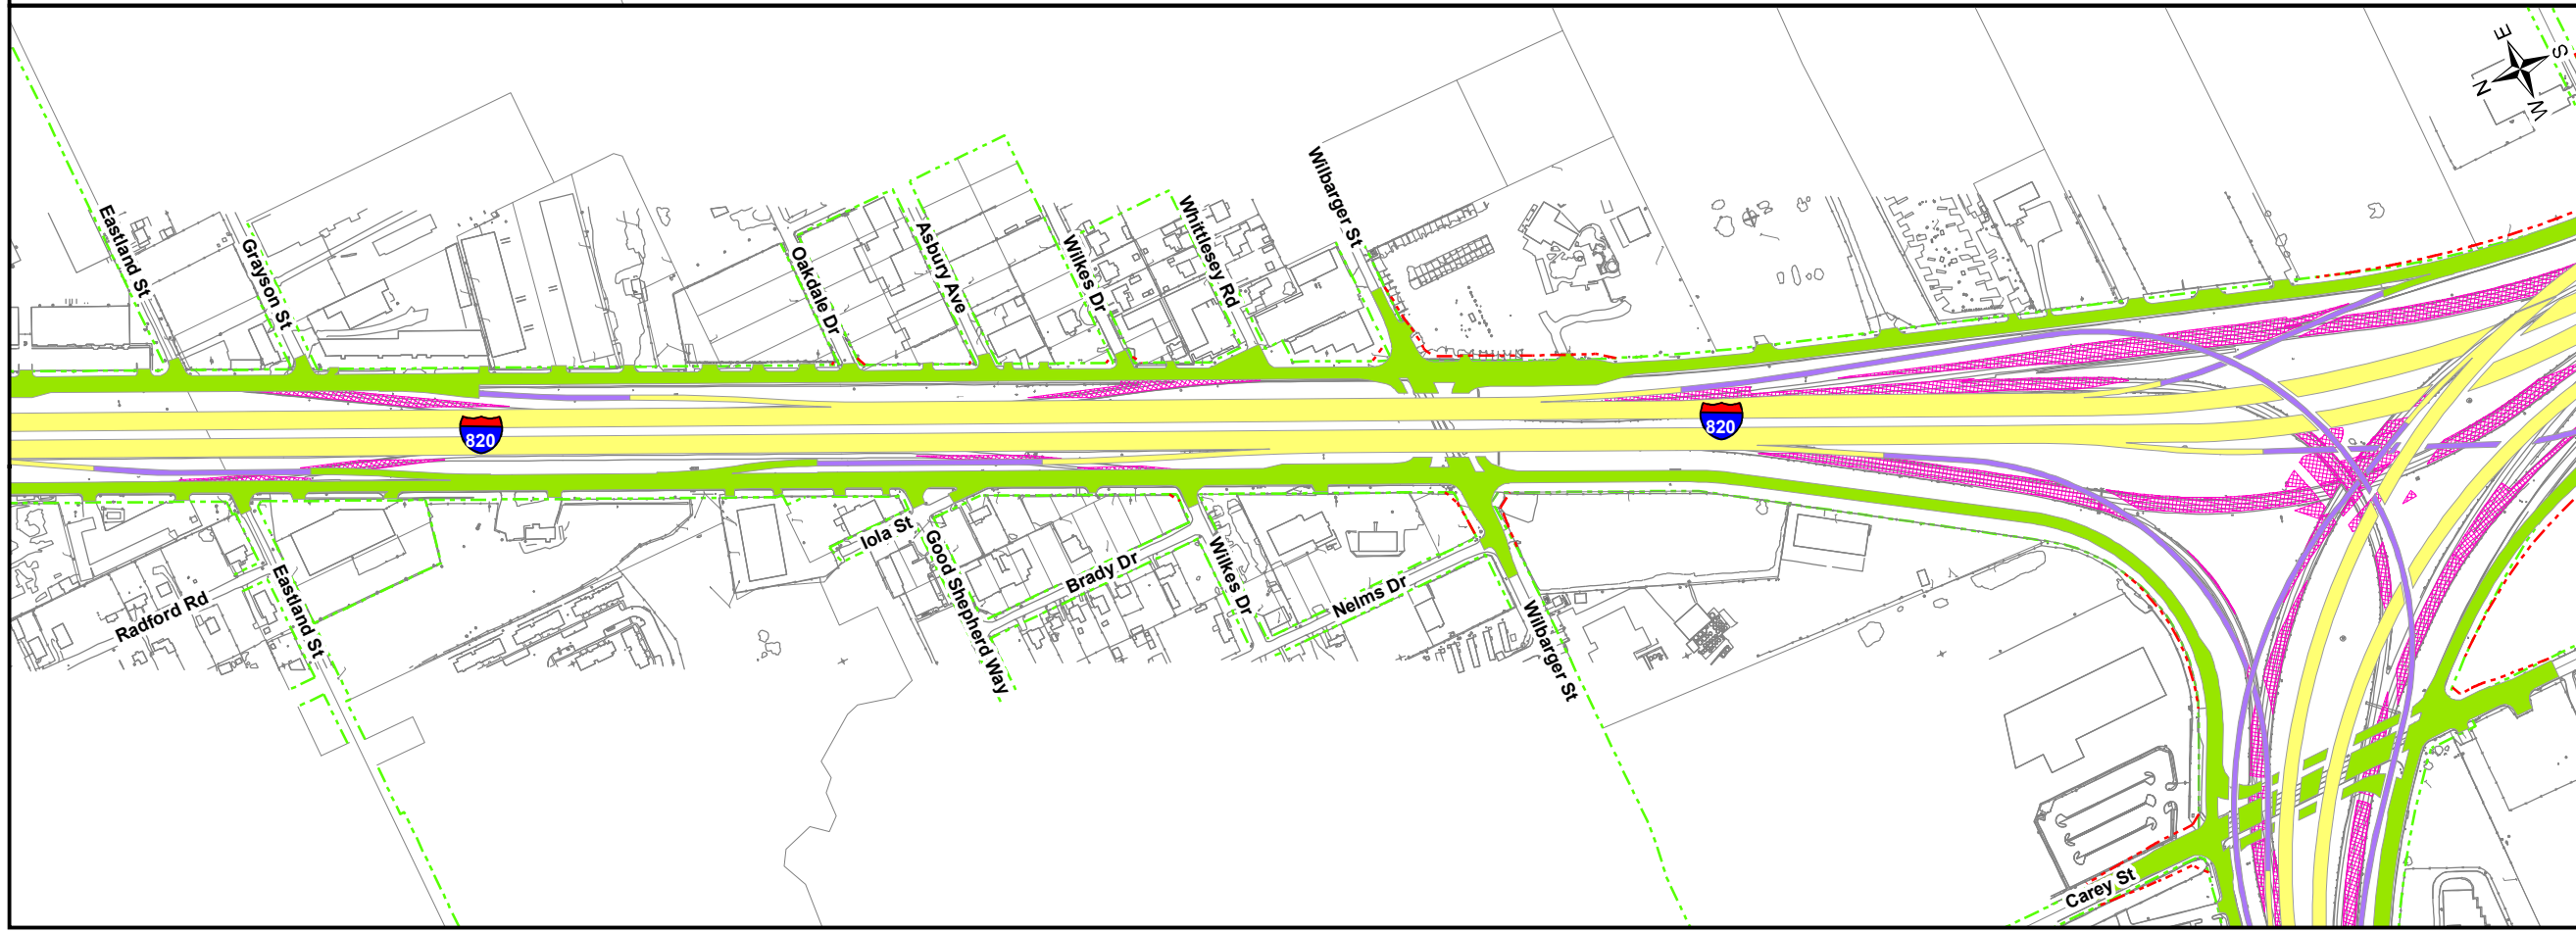 E
S
N
W
Eastland St
Grayson St
Oakdale Dr
Asbury Ave
Wilkes Dr
Whittlesey Rd
Wilbarger St
820
820
Iola St
Good Shepherd Way
Brady Dr
Wilkes Dr
Nelms Dr
Wilbarger St
Radford Rd
Eastland St
Carey St